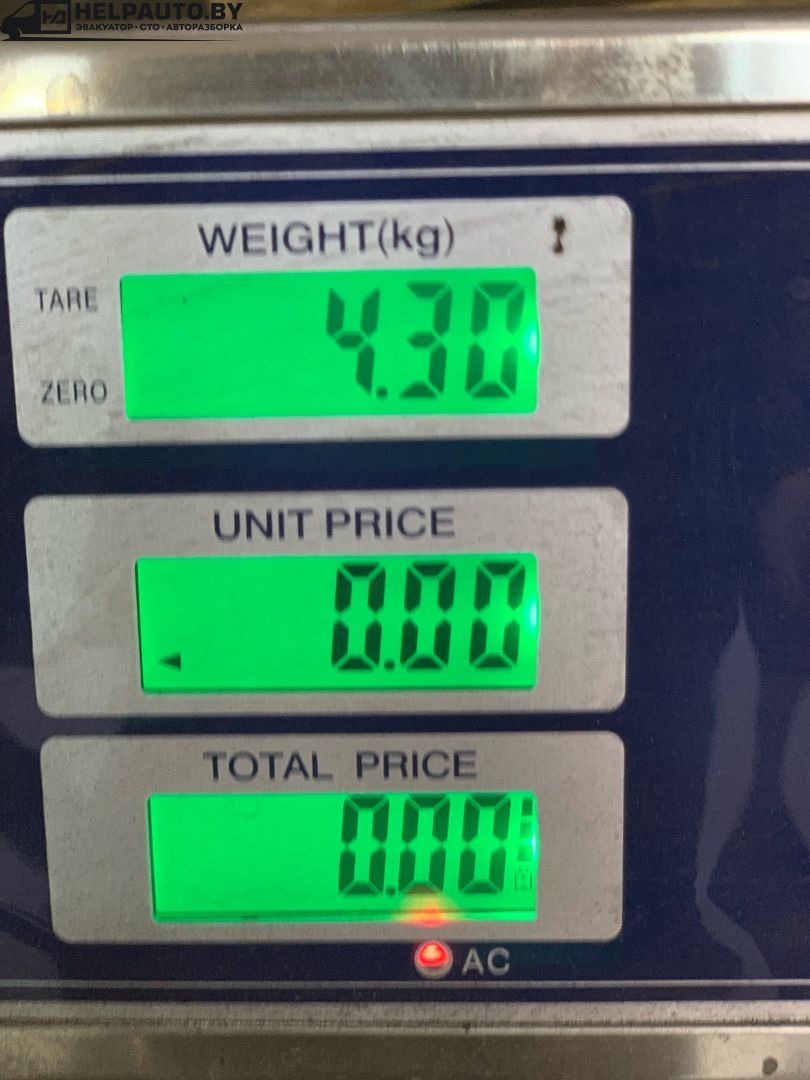 HELPAUTO.BY
ЭВАКУАТОР • СТО • АВТОРАЗБОРКА
WEIGHT(kg)
TARE
4.30
ZERO
UNIT PRICE
0.00
TOTAL PRICE
0.00
AC